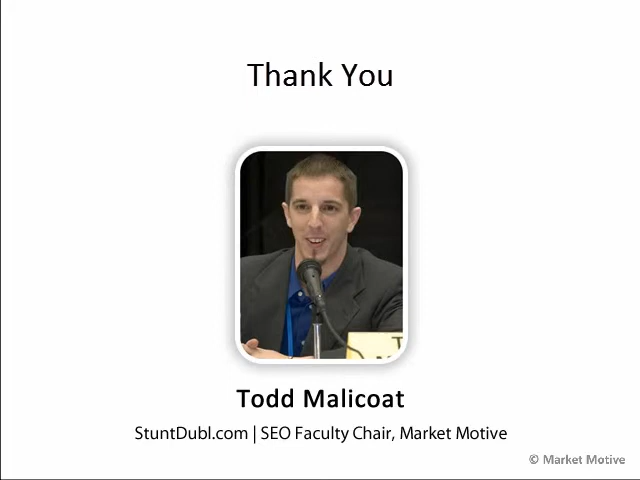 Thank You
Todd Malicoat
StuntDubl.com | SEO Faculty Chair, Market Motive
© Market Motive